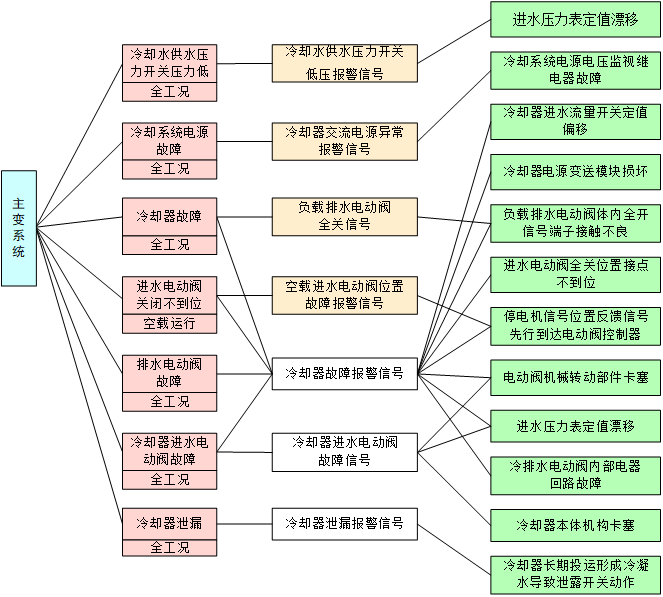 主
变
系
统
冷却水供水压
力开关压力低
全工况
冷却系统电源
故障
全工况
冷却器故障
全工况
进水电动阀
关闭不到位
空载运行
排水电动阀
故障
全工况
冷却器进水电
动阀故障
全工况
冷却器泄漏
全工况
冷却水供水压力开关
低压报警信号
冷却器交流电源异常
报警信号
负载排水电动阀
全关信号
空载进水电动阀位置
故障报警信号
冷却器故障报警信号
冷却器进水电动阀
故障信号
冷却器泄漏报警信号
进水压力表定值漂移
冷却系统电源电压监视继
电器故障
冷却器进水流量开关定值
偏移
冷却器电源变送模块损坏
负载排水电动阀体内全开
信号端子接触不良
进水电动阀全关位置接点
不到位
停电机信号位置反馈信号
先行到达电动阀控制器
电动阀机械转动部件卡塞
进水压力表定值漂移
冷排水电动阀内部电器
回路故障
冷却器本体机构卡塞
冷却器长期投运形成冷凝
水导致泄露开关动作